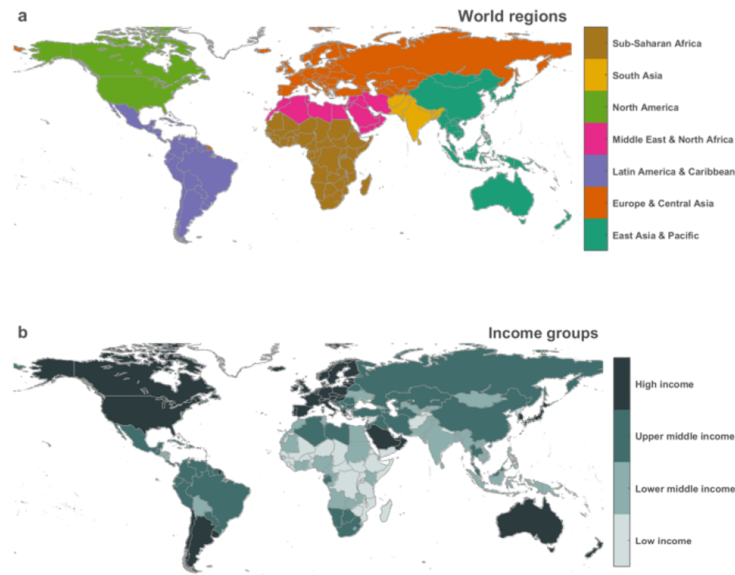 a
World regions
Sub-Saharan Africa
South Asia
North America
Middle East & North Africa
Latin America & Caribbean
Europe & Central Asia
East Asia & Pacific
b
Income groups
High income
Upper middle income
Lower middle income
Low income